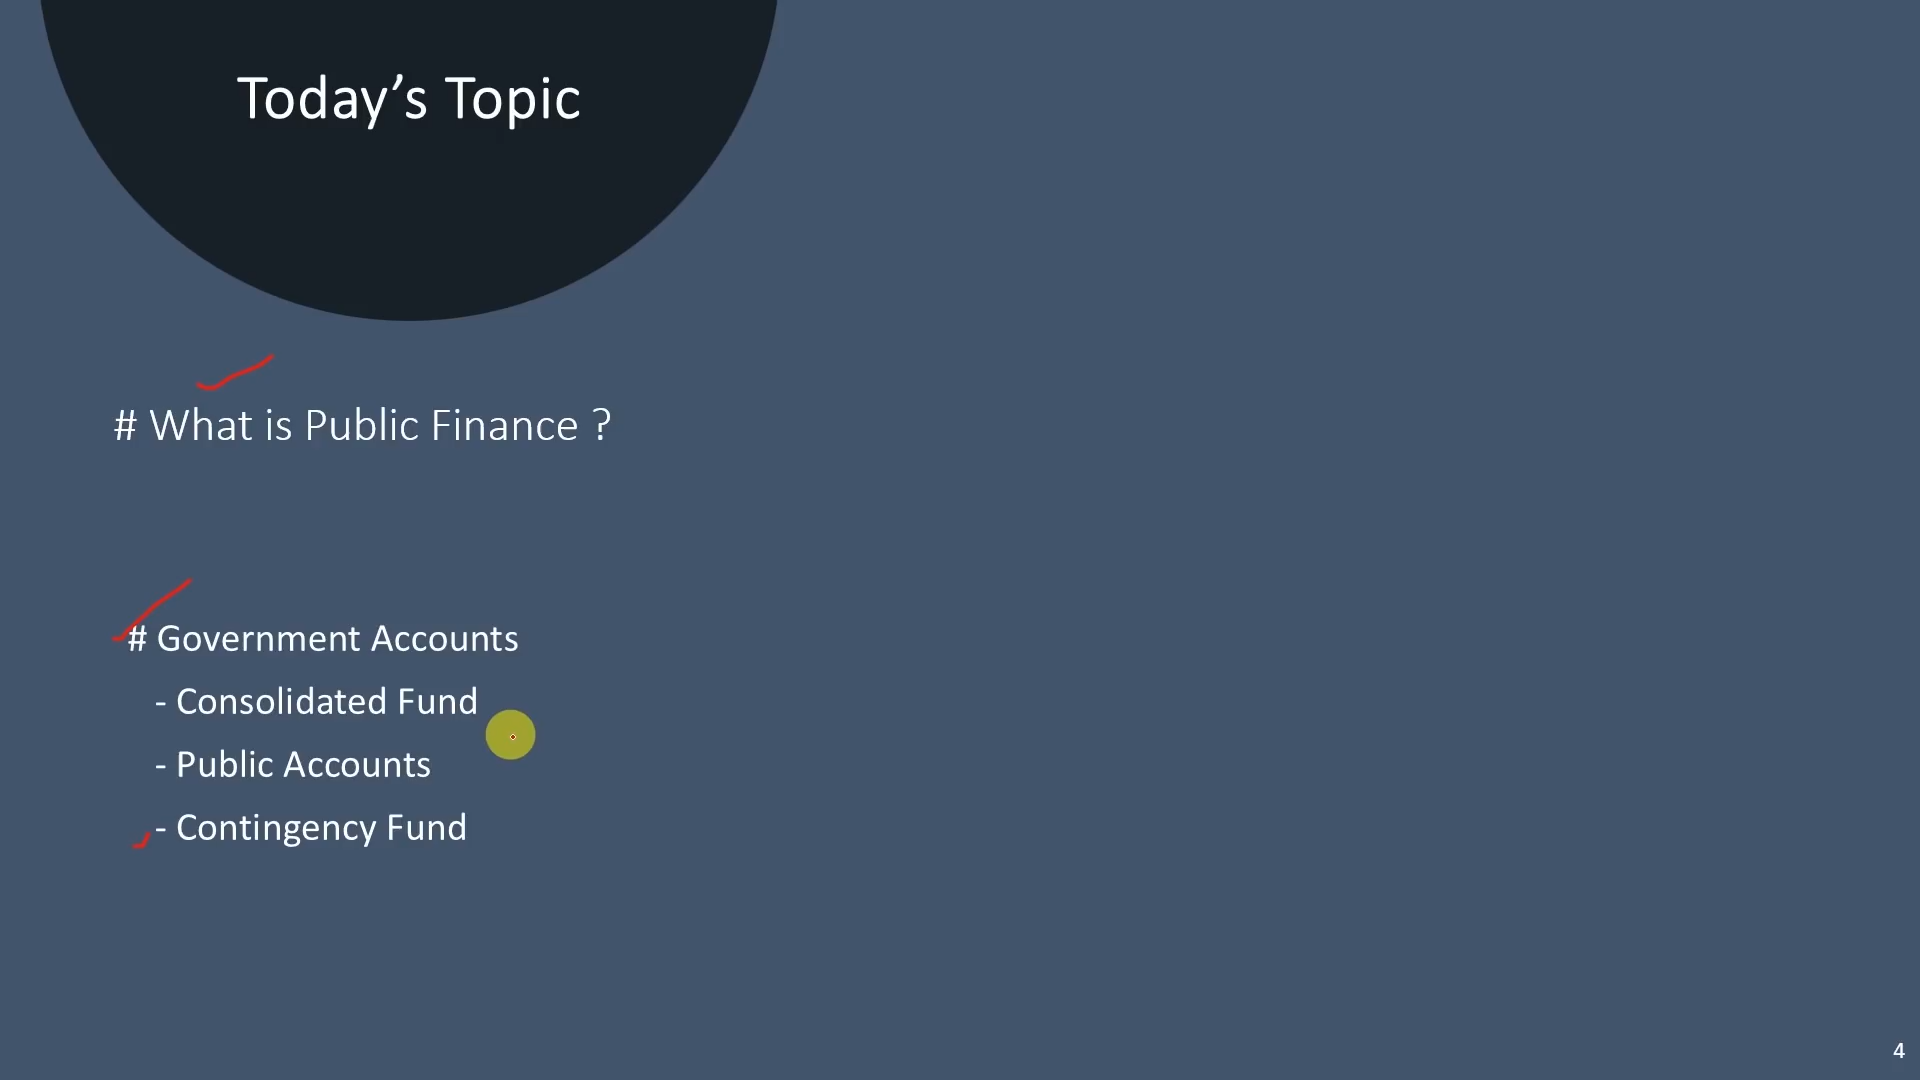 Today’s Topic
# What is Public Finance ?
# Government Accounts
- Consolidated Fund
- Public Accounts
- Contingency Fund
4